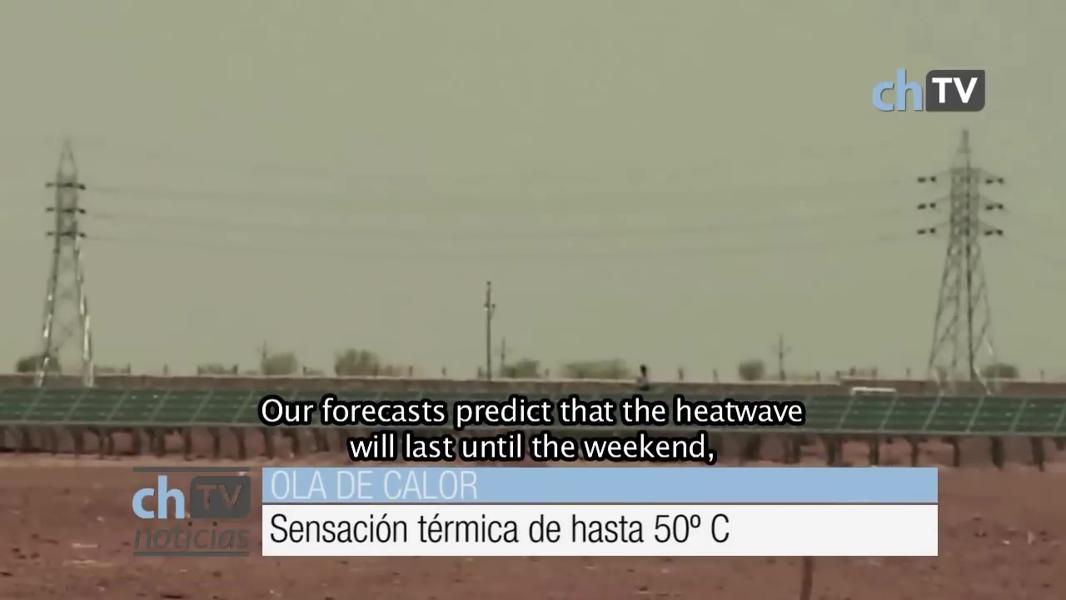 chTV
Our forecasts predict that the heatwave
will last until the weekend,
chTV
noticias
OLA DE CALOR
Sensación térmica de hasta 50º C